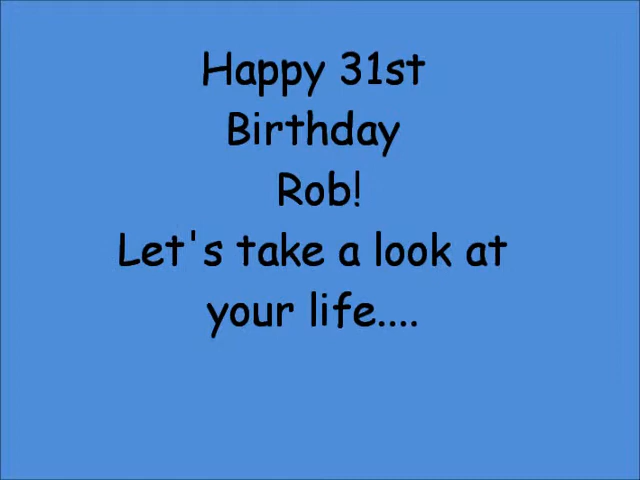 Happy 31st
Birthday
Rob!
Let's take a look at
your life....